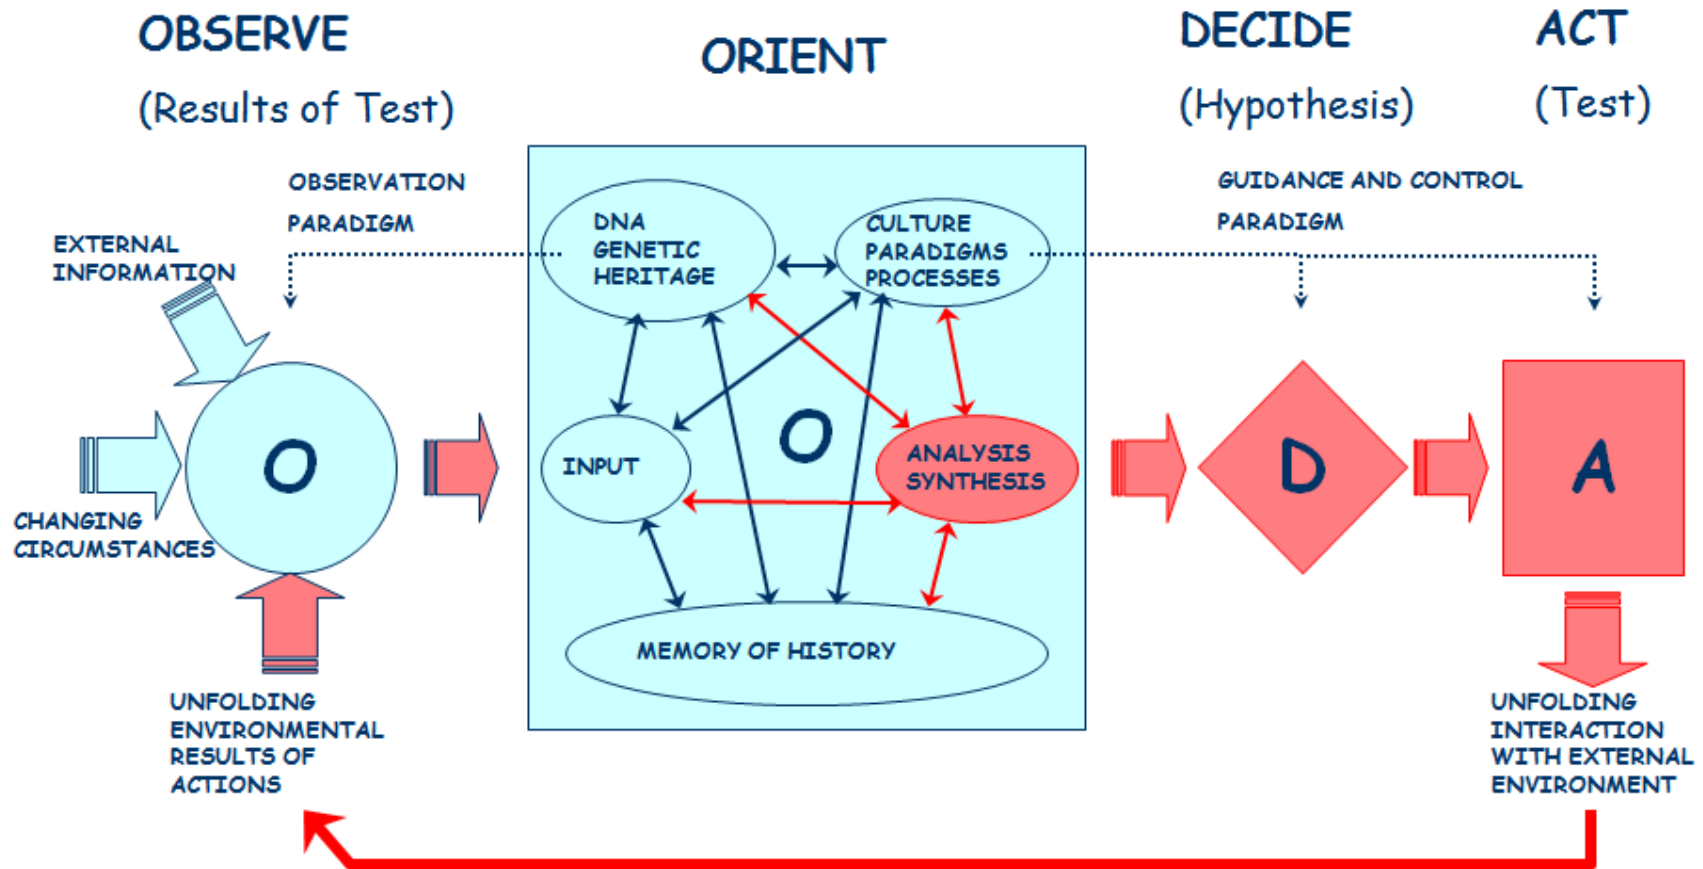 OBSERVE
(Results of Test)
ORIENT
DECIDE
(Hypothesis)
ACT
(Test)
OBSERVATION
PARADIGM
GUIDANCE AND CONTROL
PARADIGM
EXTERNAL
INFORMATION
CHANGING
CIRCUMSTANCES
O
UNFOLDING
ENVIRONMENTAL
RESULTS OF
ACTIONS
DNA
GENETIC
HERITAGE
CULTURE
PARADIGMS
PROCESSES
INPUT
O
ANALYSIS
SYNTHESIS
MEMORY OF HISTORY
D
A
UNFOLDING
INTERACTION
WITH EXTERNAL
ENVIRONMENT